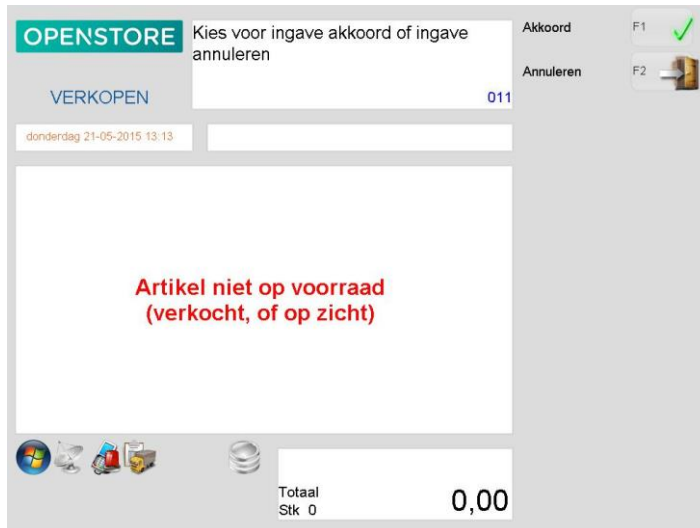 OPENSTORE
Kies voor ingave akkoord of ingave
annuleren
011
VERKOPEN
Akkoord F1
Annuleren F2
donderdag 21-05-2015 13:13
Artikel niet op voorraad
(verkocht, of op zicht)
Totaal
Stk 0
0,00